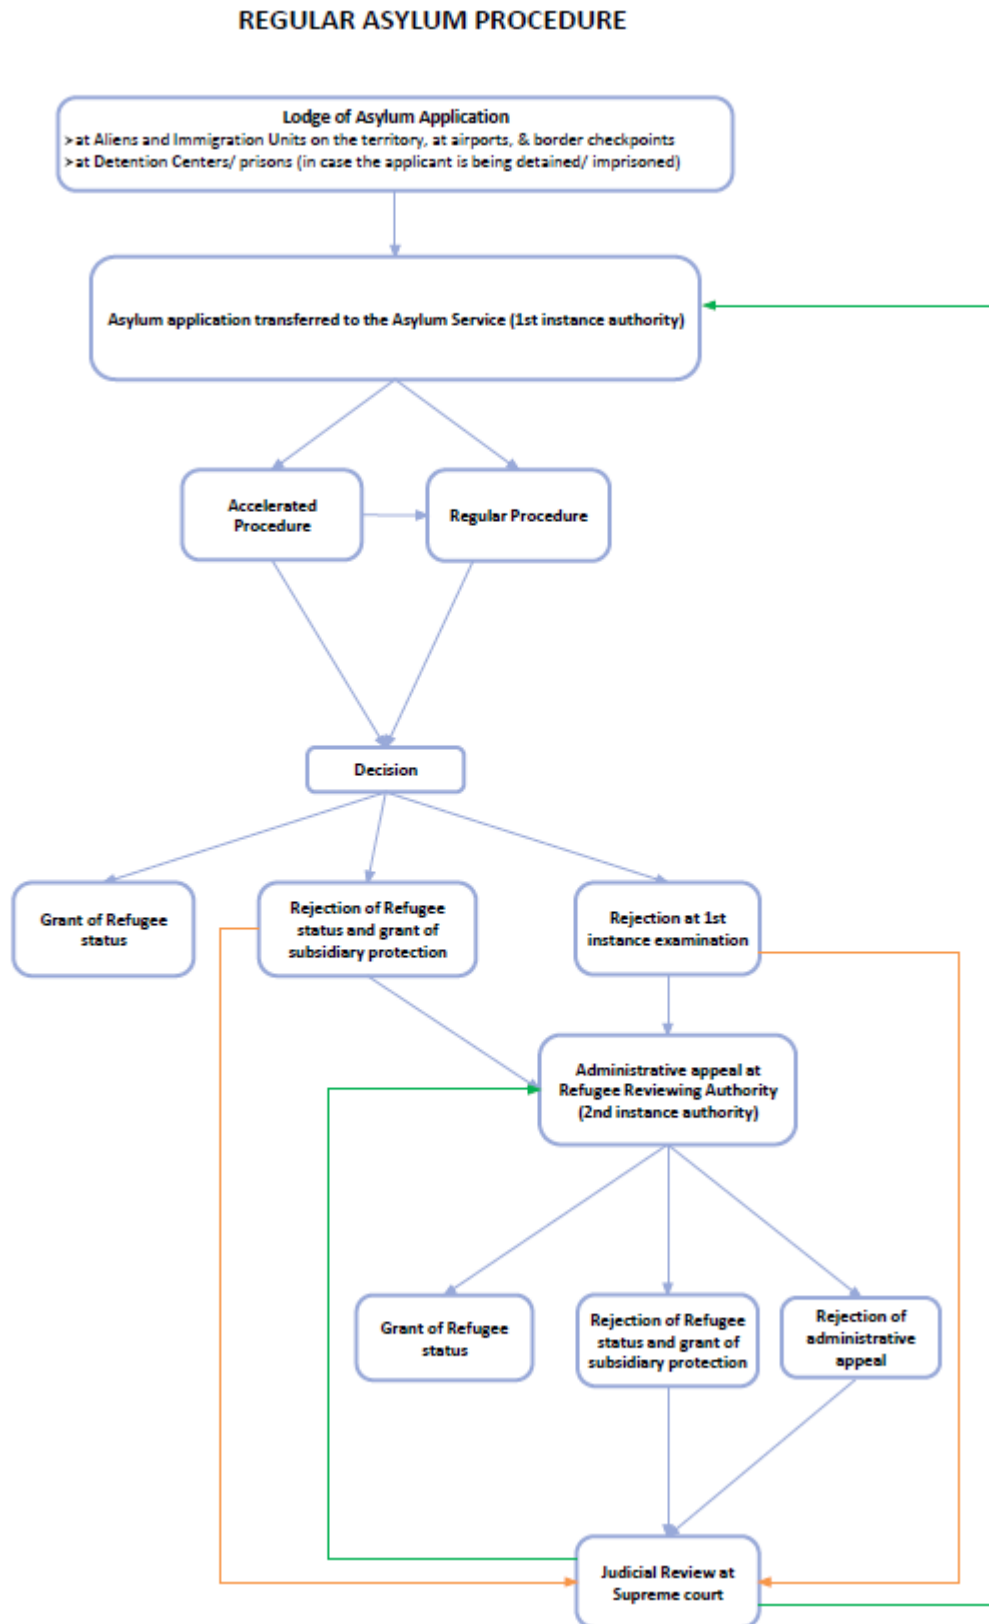 REGULAR ASYLUM PROCEDURE
Lodge of Asylum Application
➢at Aliens and Immigration Units on the territory, at airports, & border checkpoints
➢at Detention Centers/ prisons (in case the applicant is being detained/ imprisoned)
Asylum application transferred to the Asylum Service (1st instance authority)
Accelerated
Procedure
Regular Procedure
Decision
Grant of Refugee
status
Rejection of Refugee
status and grant of
subsidiary protection
Rejection at 1st
instance examination
Administrative appeal at
Refugee Reviewing Authority
(2nd instance authority)
Grant of Refugee
status
Rejection of Refugee
status and grant of
subsidiary protection
Rejection of
administrative
appeal
Judicial Review at
Supreme court